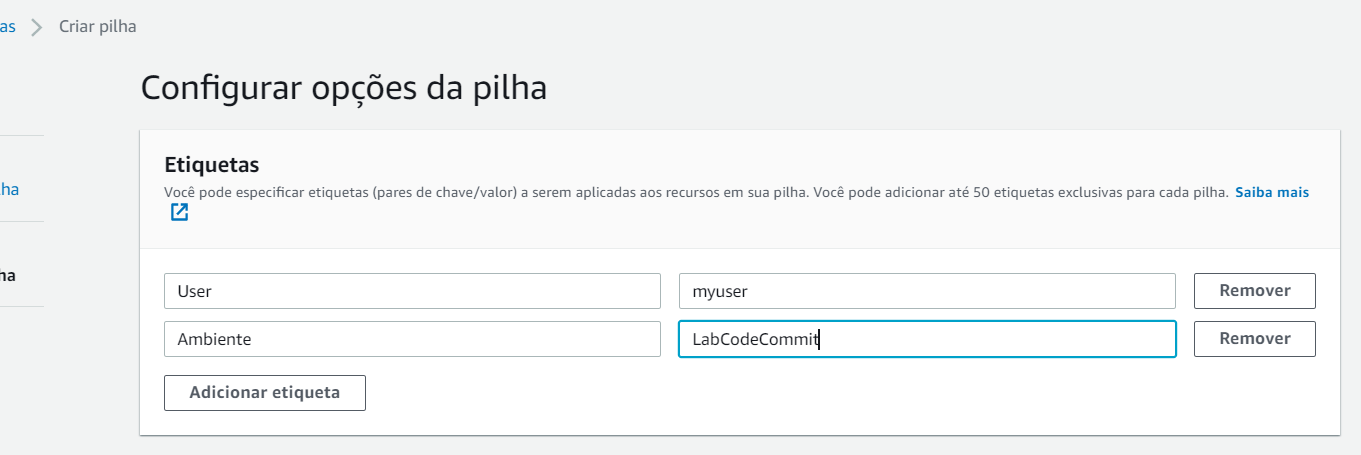 as > Criar pilha
Configurar opções da pilha
Etiquetas
Você pode especificar etiquetas (pares de chave/valor) a serem aplicadas aos recursos em sua pilha. Você pode adicionar até 50 etiquetas exclusivas para cada pilha. Saiba mais
lha
ha
User myuser Remover
Ambiente LabCodeCommit Remover
Adicionar etiqueta